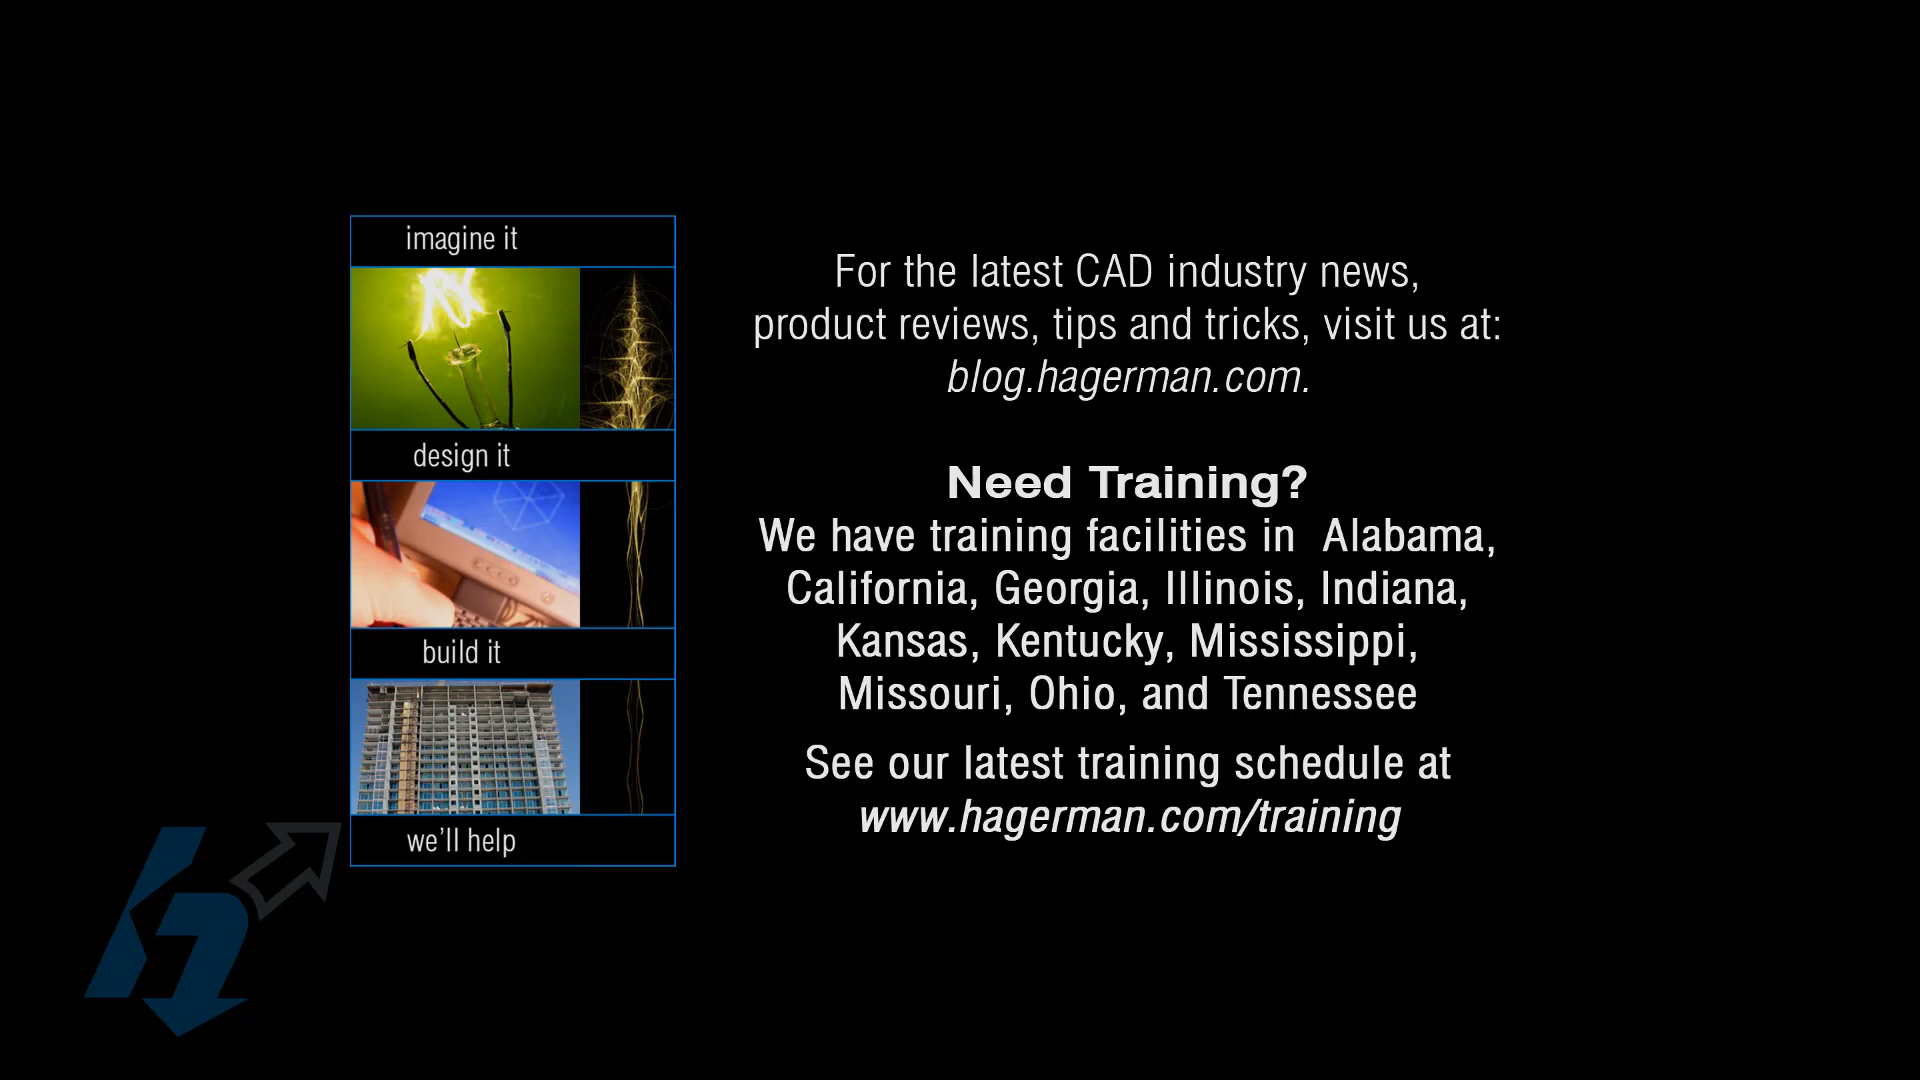 imagine it
design it
build it
we’ll help
For the latest CAD industry news,
product reviews, tips and tricks, visit us at:
blog.hagerman.com.
Need Training?
We have training facilities in  Alabama,
California, Georgia, Illinois, Indiana,
Kansas, Kentucky, Mississippi,
Missouri, Ohio, and Tennessee
See our latest training schedule at
www.hagerman.com/training